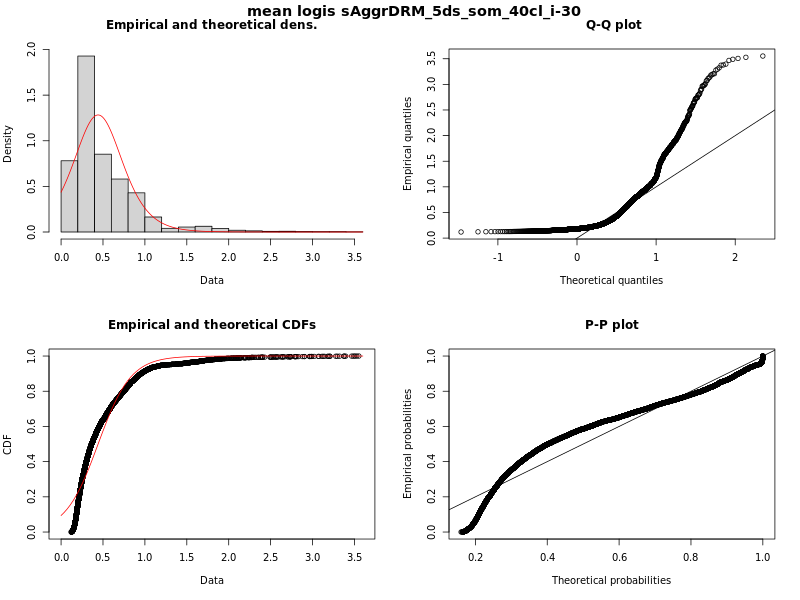 mean logis sAggrDRM_5ds_som_40cl_i-30
Empirical and theoretical dens.
Density
0.0 0.5 1.0 1.5 2.0
0.0 0.5 1.0 1.5 2.0 2.5 3.0 3.5
Data
Q-Q plot
Empirical quantiles
0.0 0.5 1.0 1.5 2.0 2.5 3.0 3.5
-1 0 1 2
Theoretical quantiles
Empirical and theoretical CDFs
CDF
0.0 0.2 0.4 0.6 0.8 1.0
0.0 0.5 1.0 1.5 2.0 2.5 3.0 3.5
Data
P-P plot
Empirical probabilities
0.0 0.2 0.4 0.6 0.8 1.0
0.2 0.4 0.6 0.8 1.0
Theoretical probabilities